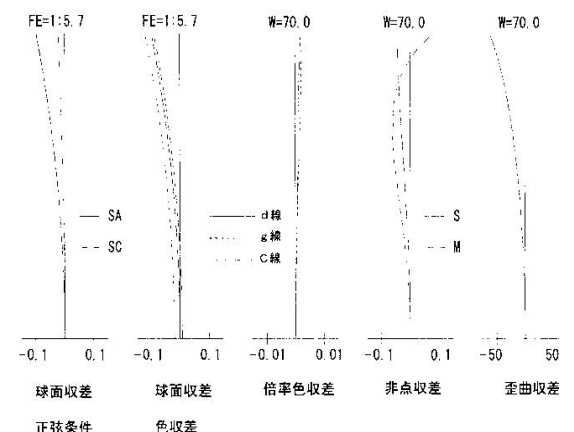 FE=1:5.7 FE=1:5.7 W=70.0 W=70.0 W=70.0
SA
SC
d線
g線
C線
S
M
-0.1 0.1 -0.1 0.1 -0.01 0.01 -0.1 0.1 -50 50
球面収差 球面収差 倍率色収差 非点収差 歪曲収差
正弦条件 色収差